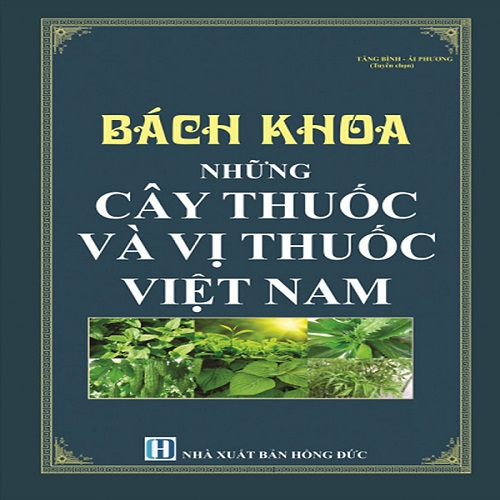 TĂNG BÌNH - ÁI PHƯƠNG
(Tuyển chọn)
BÁCH KHOA
NHỮNG
CÂY THUỐC
VÀ VỊ THUỐC
VIỆT NAM
H
NHÀ XUẤT BẢN HỒNG ĐỨC